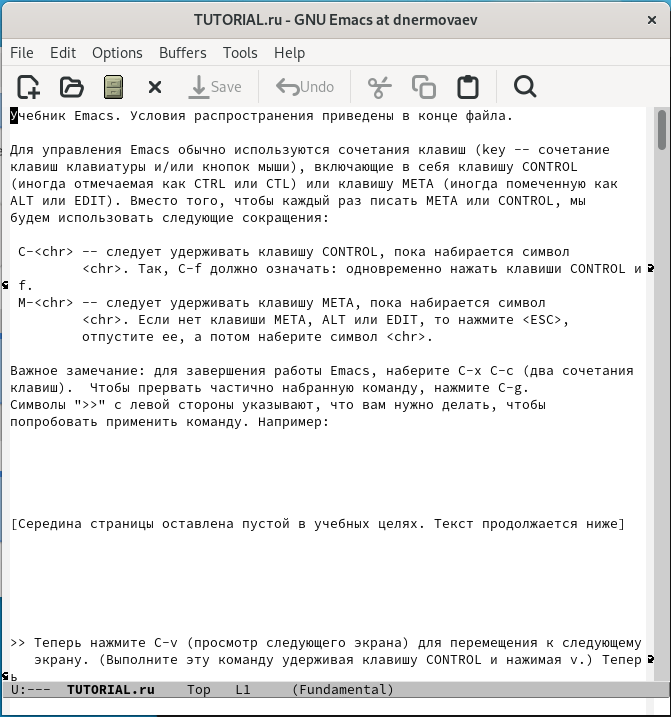 TUTORIAL.ru - GNU Emacs at dnermovaev
File Edit Options Buffers Tools Help
Save Undo
Учебник Emacs. Условия распространения приведены в конце файла.
Для управления Emacs обычно используются сочетания клавиш (key -- сочетание
клавиш клавиатуры и/или кнопок мыши), включающие в себя клавишу CONTROL
(иногда отмечаемая как CTRL или CTL) или клавишу META (иногда помеченную как
ALT или EDIT). Вместо того, чтобы каждый раз писать META или CONTROL, мы
будем использовать следующие сокращения:
C-<chr> -- следует удерживать клавишу CONTROL, пока набирается символ
<chr>. Так, C-f должно означать: одновременно нажать клавиши CONTROL и
f.
M-<chr> -- следует удерживать клавишу META, пока набирается символ
<chr>. Если нет клавиши META, ALT или EDIT, то нажмите <ESC>,
отпустите ее, а потом наберите символ <chr>.
Важное замечание: для завершения работы Emacs, наберите C-x C-c (два сочетания
клавиш).  Чтобы прервать частично набранную команду, нажмите C-g.
Символы ">>" с левой стороны указывают, что вам нужно делать, чтобы
попробовать применить команду. Например:
[Середина страницы оставлена пустой в учебных целях. Текст продолжается ниже]
>> Теперь нажмите C-v (просмотр следующего экрана) для перемещения к следующему
экрану. (Выполните эту команду удерживая клавишу CONTROL и нажимая v.) Тепер
ь
U:--- TUTORIAL.ru Top L1 (Fundamental)